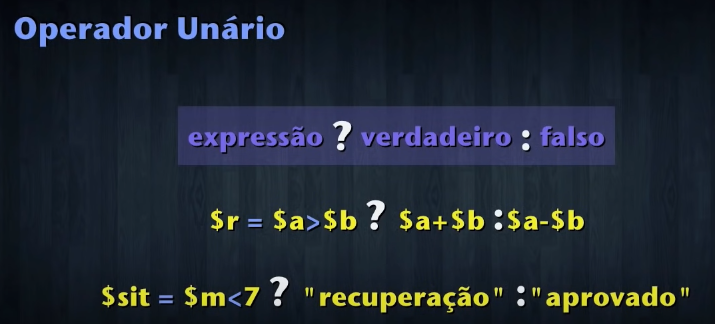 Operador Unário
expressão ? verdadeiro : falso
$r = $a>$b ? $a+$b :$a-$b
$sit = $m<7 ? "recuperação" :"aprovado"